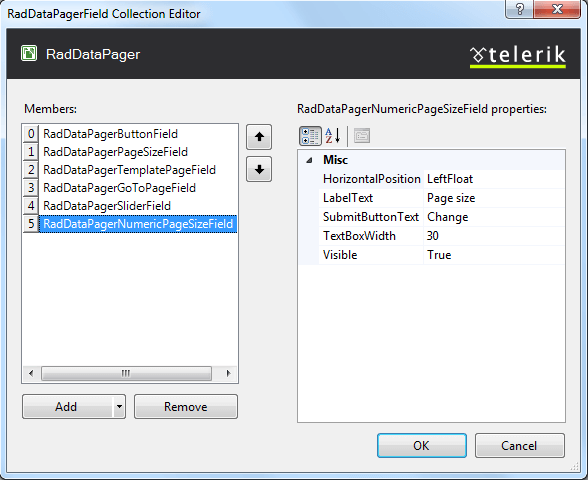 RadDataPagerField Collection Editor
RadDataPager
telerik
Members:
0 RadDataPagerButtonField
1 RadDataPagerPageSizeField
2 RadDataPagerTemplatePageField
3 RadDataPagerGoToPageField
4 RadDataPagerSliderField
5 RadDataPagerNumericPageSizeField
Add
Remove
RadDataPagerNumericPageSizeField properties:
Misc
HorizontalPosition LeftFloat
LabelText Page size
SubmitButtonText Change
TextBoxWidth 30
Visible True
OK
Cancel